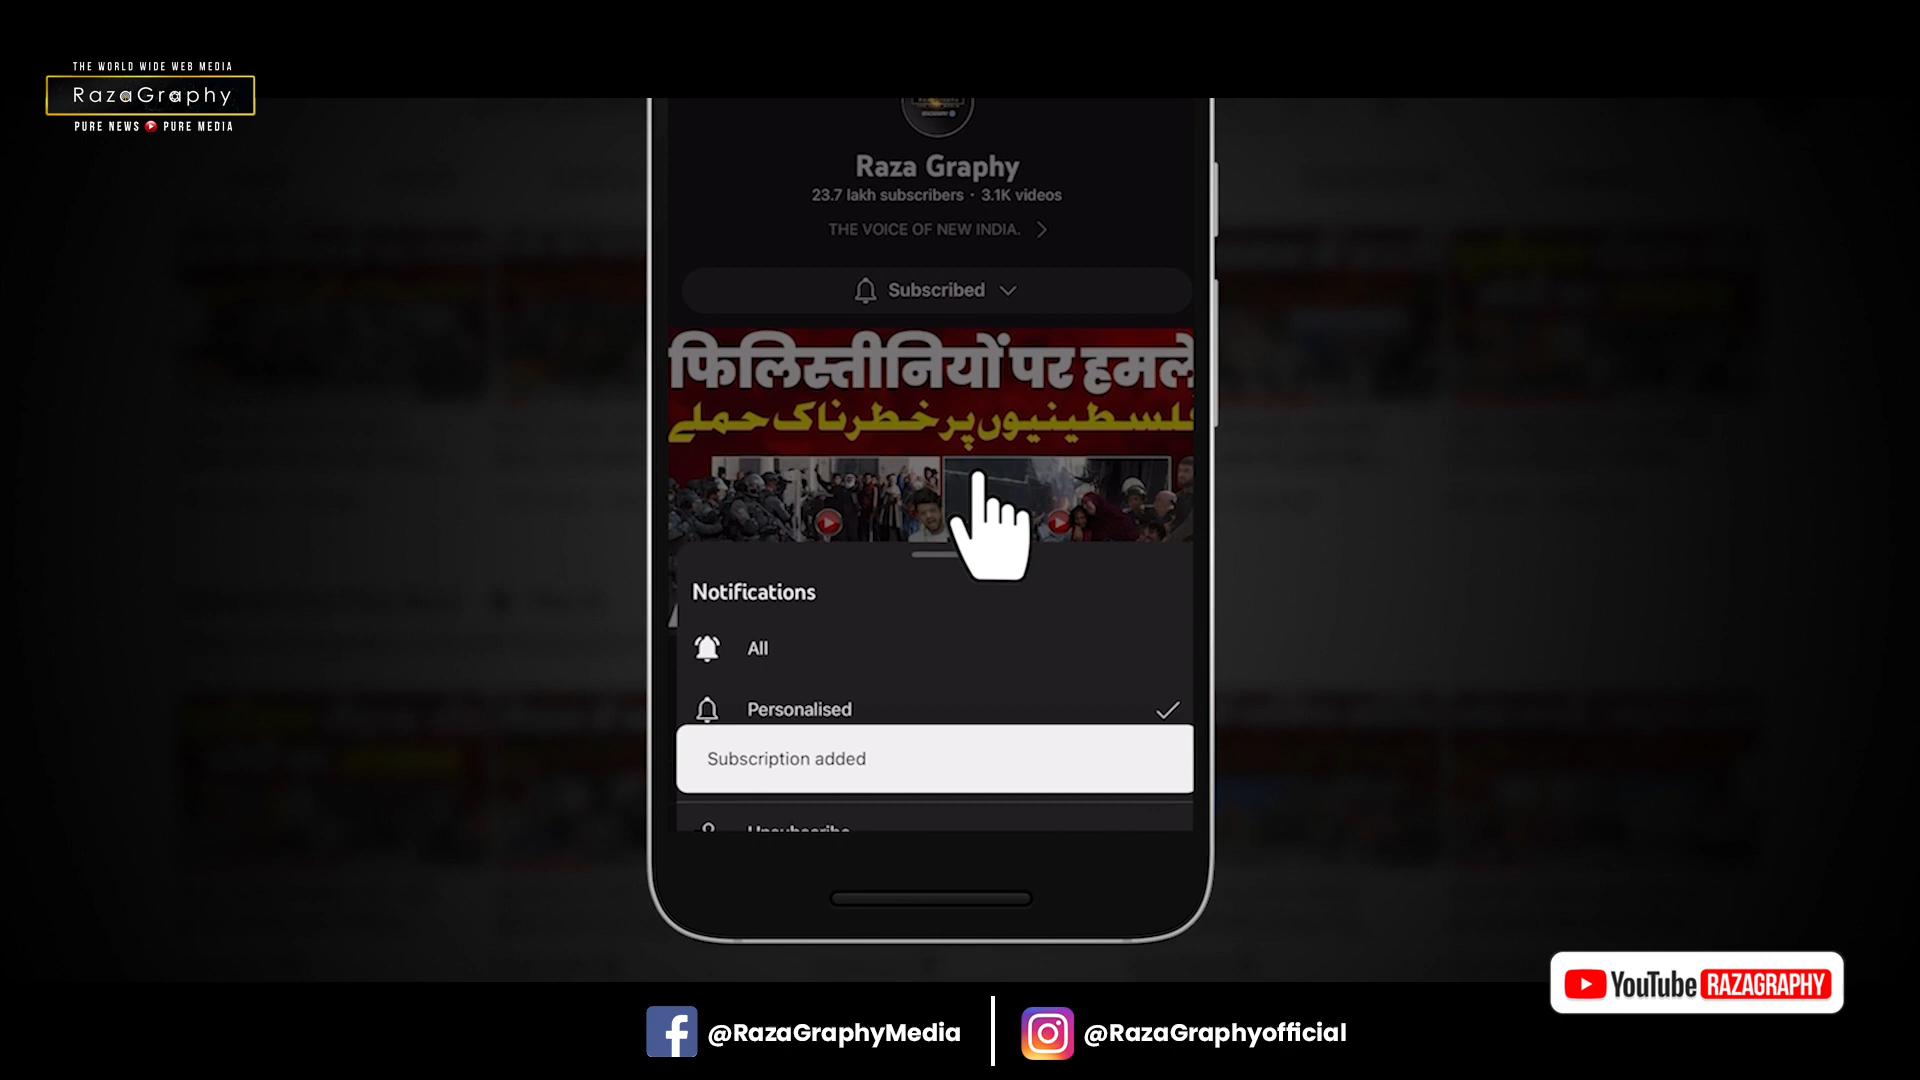 THE WORLD WIDE WEB MEDIA
RazaGraphy
PURE NEWS PURE MEDIA
Raza Graphy
23.7 lakh subscribers · 3.1K videos
THE VOICE OF NEW INDIA.
Subscribed
फिलिस्तीनियों पर हमले
فلسطینیوں پر خطرناک حملے
Notifications
All
Personalised
Subscription added
Unsubscribe
@RazaGraphyMedia
@RazaGraphyofficial
YouTube RAZAGRAPHY